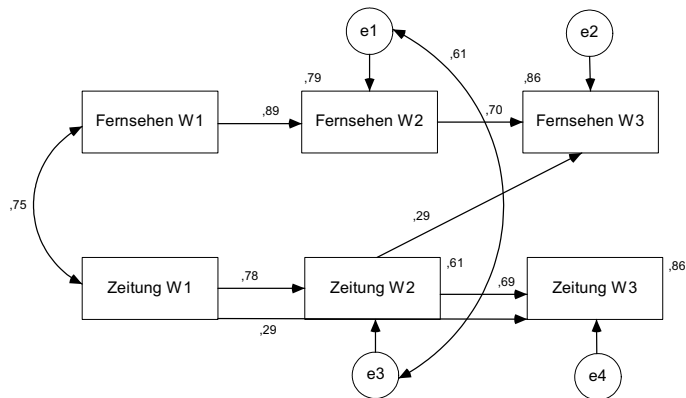 e1
e2
,79
,61
,86
Fernsehen W1
,89
Fernsehen W2
,70
Fernsehen W3
,75
,29
Zeitung W1
,78
Zeitung W2
,61
,69
Zeitung W3
,86
,29
e3
e4